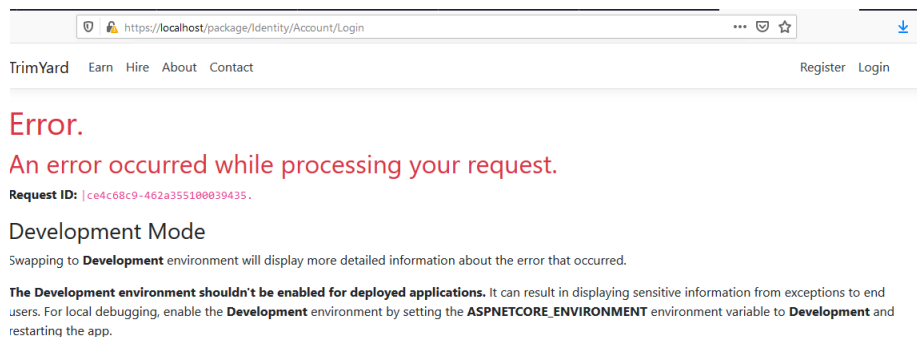 https://localhost/package/Identity/Account/Login
TrimYard Earn Hire About Contact Register Login
Error.
An error occurred while processing your request.
Request ID: |ce4c68c9-462a355100039435.
Development Mode
Swapping to Development environment will display more detailed information about the error that occurred.
The Development environment shouldn't be enabled for deployed applications. It can result in displaying sensitive information from exceptions to end
users. For local debugging, enable the Development environment by setting the ASPNETCORE_ENVIRONMENT environment variable to Development and
restarting the app.